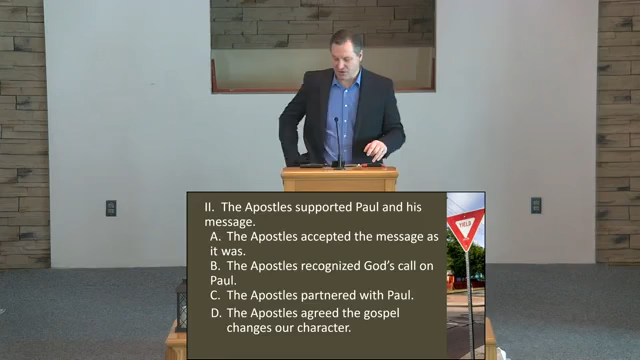 II. The Apostles supported Paul and his
message.
A. The Apostles accepted the message as
it was.
B. The Apostles recognized God's call on
Paul.
C. The Apostles partnered with Paul.
D. The Apostles agreed the gospel
changes our character.
YIELD